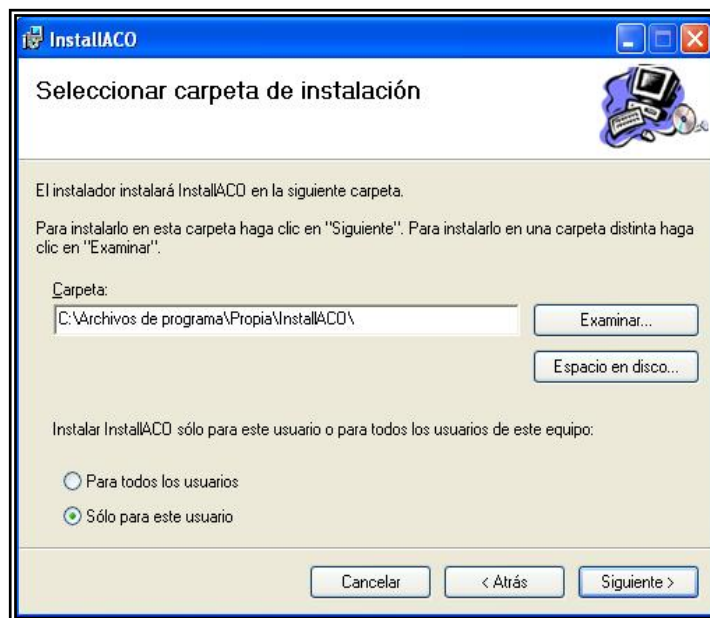 InstallACO
Seleccionar carpeta de instalación
El instalador instalará InstallACO en la siguiente carpeta.
Para instalarlo en esta carpeta haga clic en "Siguiente". Para instalarlo en una carpeta distinta haga
clic en "Examinar".
Carpeta:
C:\Archivos de programa\Propia\InstallACO\
Examinar...
Espacio en disco...
Instalar InstallACO sólo para este usuario o para todos los usuarios de este equipo:
Para todos los usuarios
Sólo para este usuario
Cancelar
< Atrás
Siguiente >